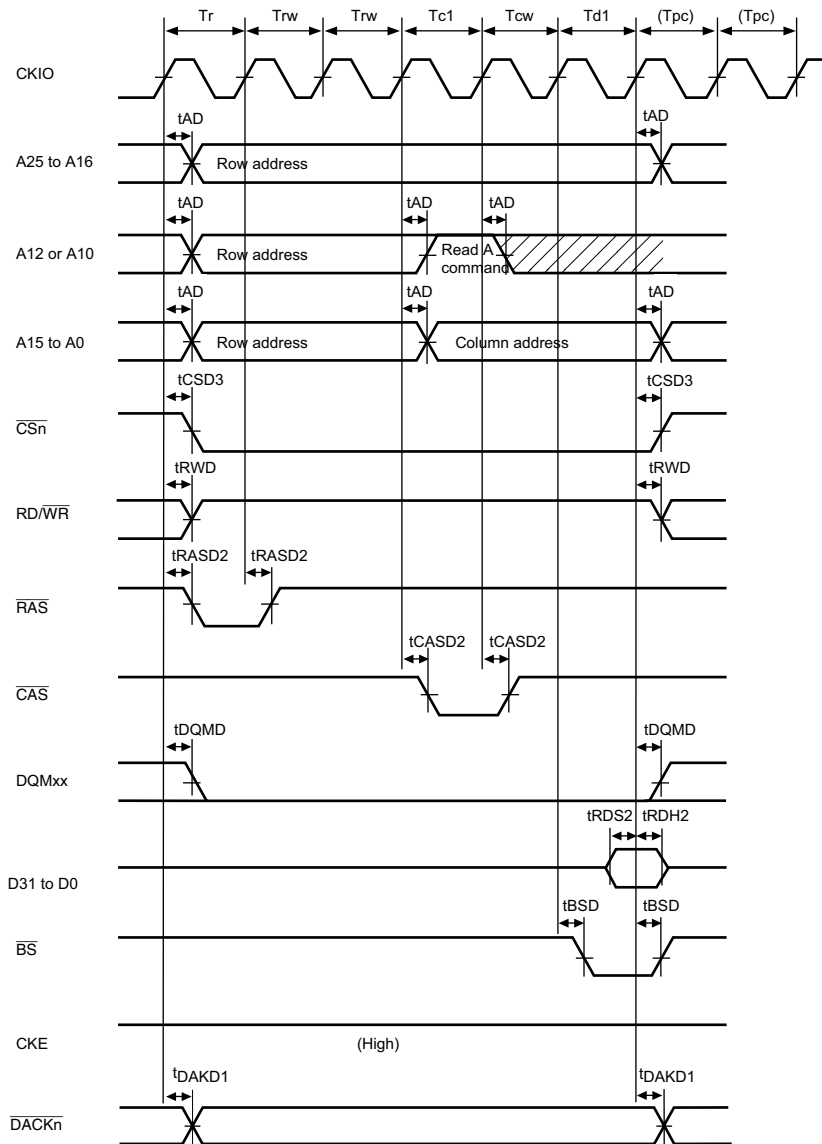 Tr Trw Trw Tc1 Tcw Td1 (Tpc) (Tpc)
CKIO
tAD tAD
A25 to A16 Row address
tAD tAD tAD
A12 or A10 Row address Read A
command
tAD tAD tAD
A15 to A0 Row address Column address
tCSD3 tCSD3
CSn
tRWD tRWD
RD/WR
tRASD2 tRASD2
RAS
tCASD2 tCASD2
CAS
tDQMD tDQMD
DQMxx
tRDS2 tRDH2
D31 to D0
tBSD tBSD
BS
CKE (High)
tDAKD1 tDAKD1
DACKn